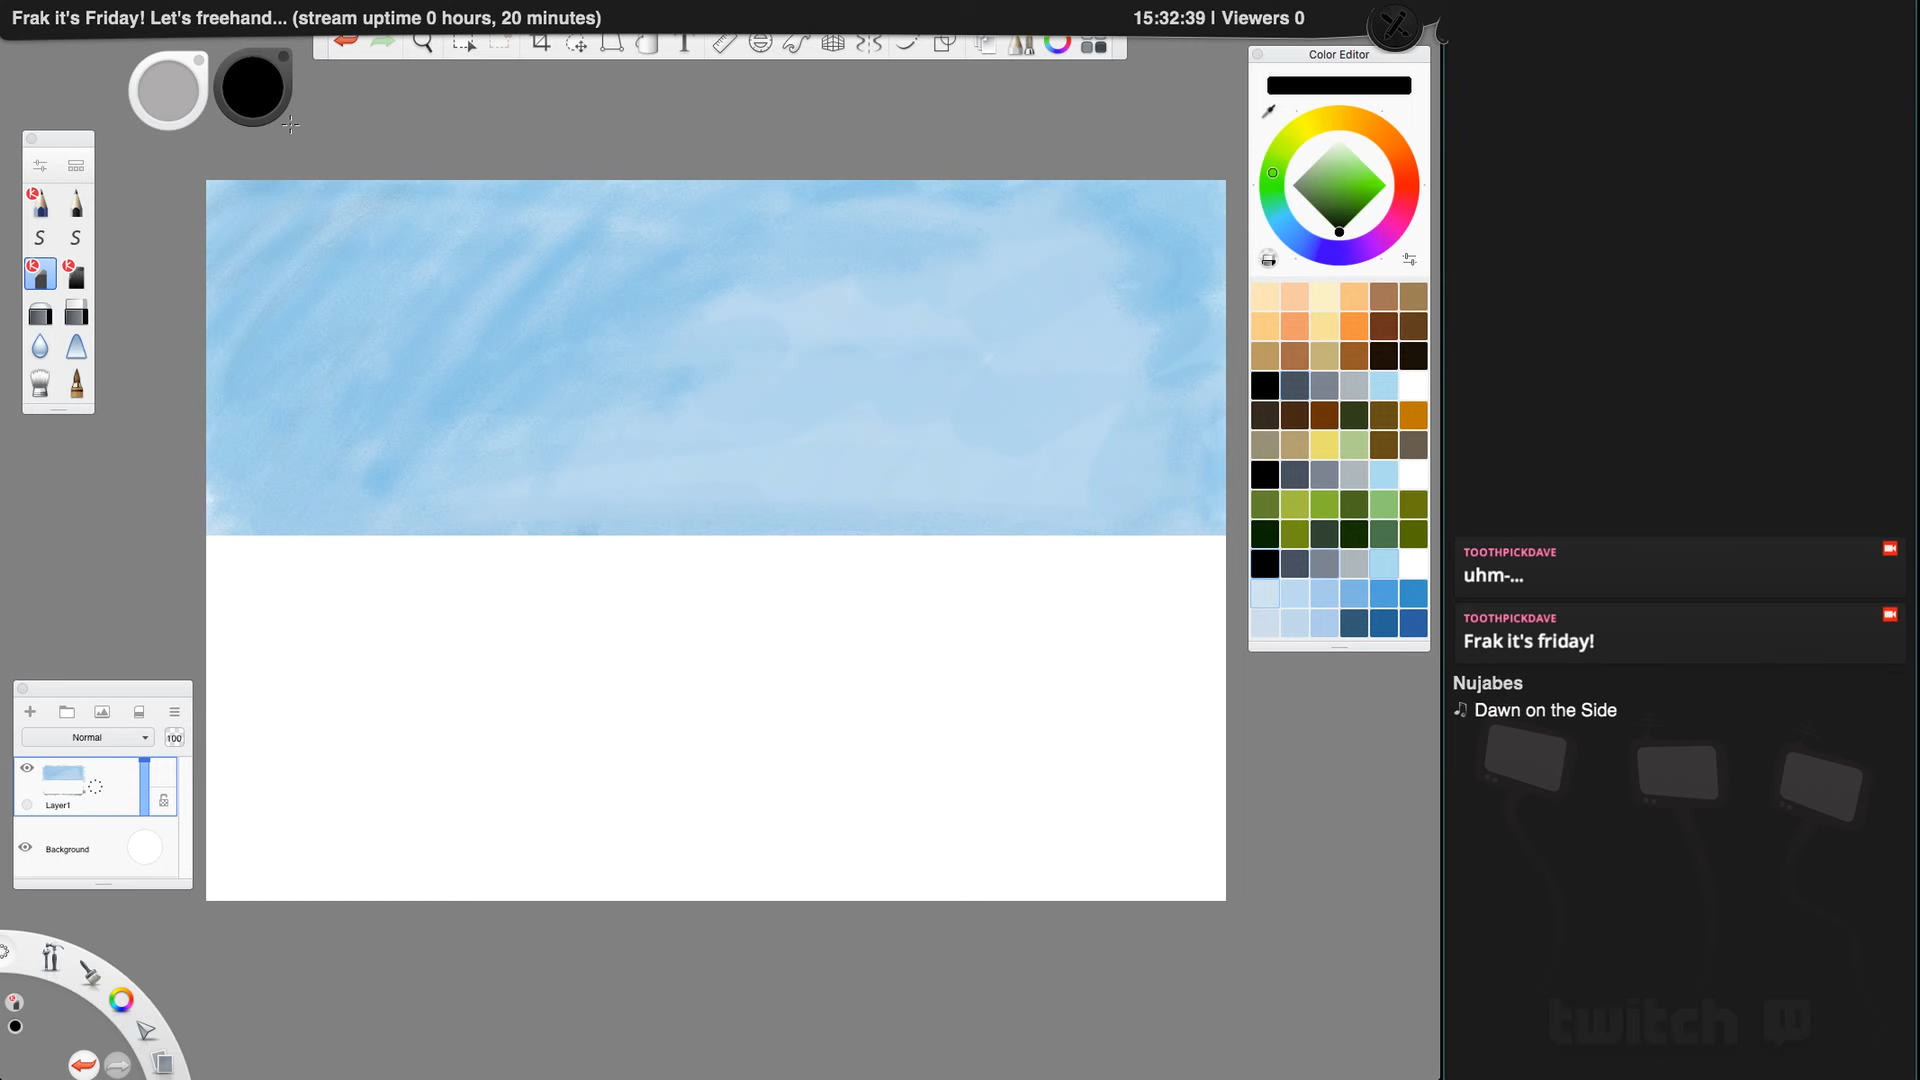 Frak it's Friday! Let's freehand... (stream uptime 0 hours, 20 minutes)
15:32:39 | Viewers 0
Color Editor
S S
TOOTHPICKDAVE
uhm-...
TOOTHPICKDAVE
Frak it's friday!
Nujabes
Dawn on the Side
Normal
100
Layer1
Background
twitch